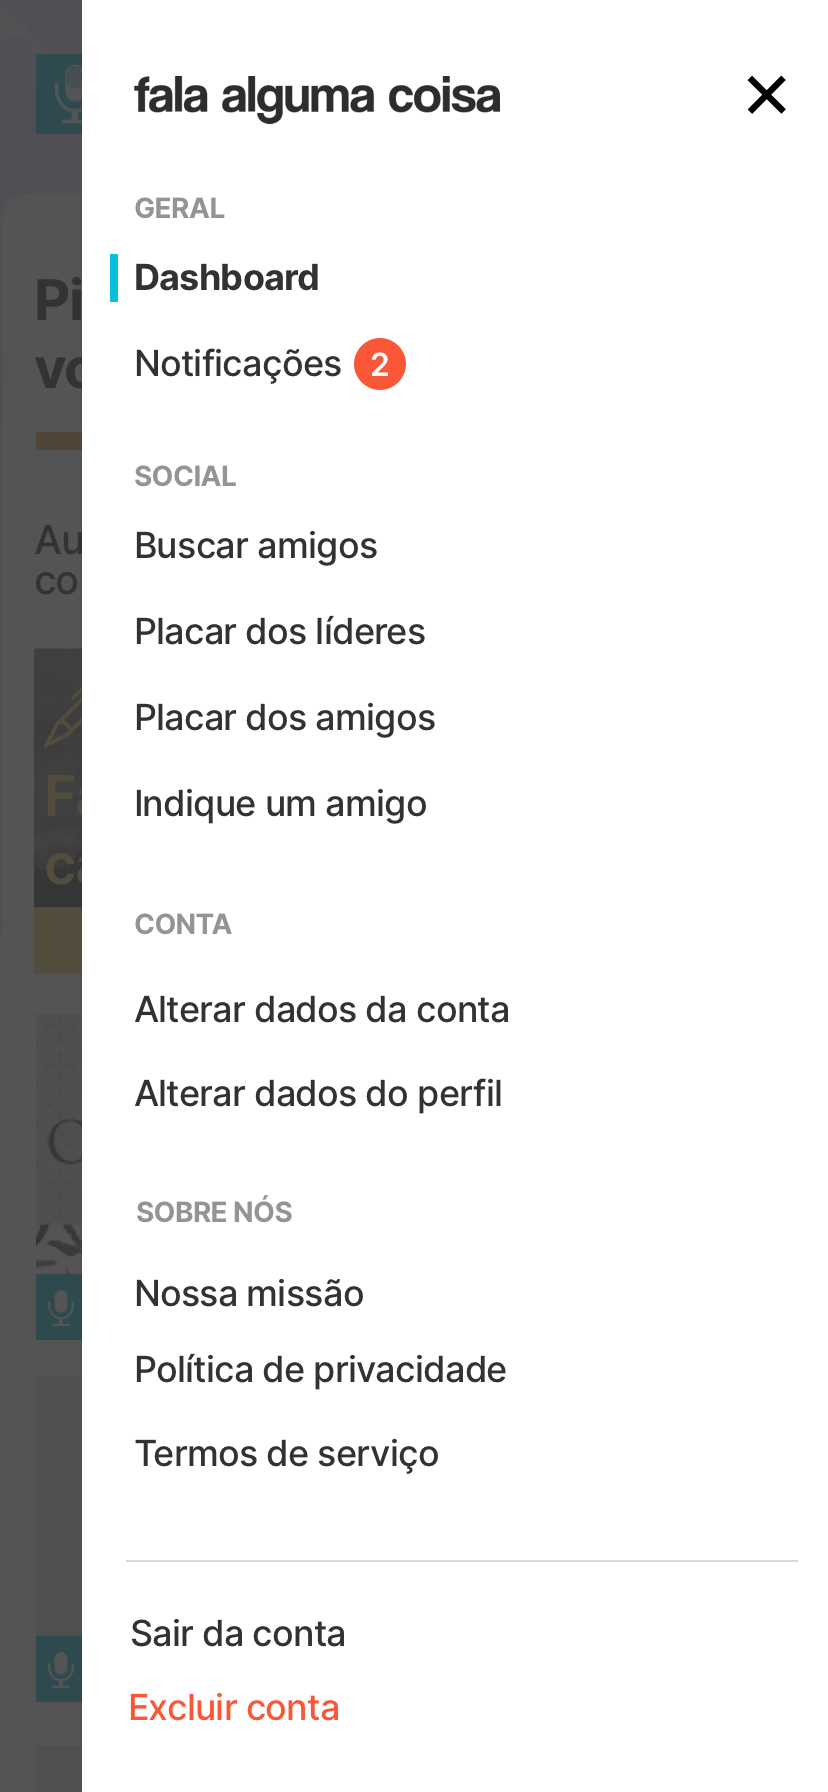 fala alguma coisa
GERAL
Dashboard
Notificações 2
SOCIAL
Buscar amigos
Placar dos líderes
Placar dos amigos
Indique um amigo
CONTA
Alterar dados da conta
Alterar dados do perfil
SOBRE NÓS
Nossa missão
Política de privacidade
Termos de serviço
Sair da conta
Excluir conta